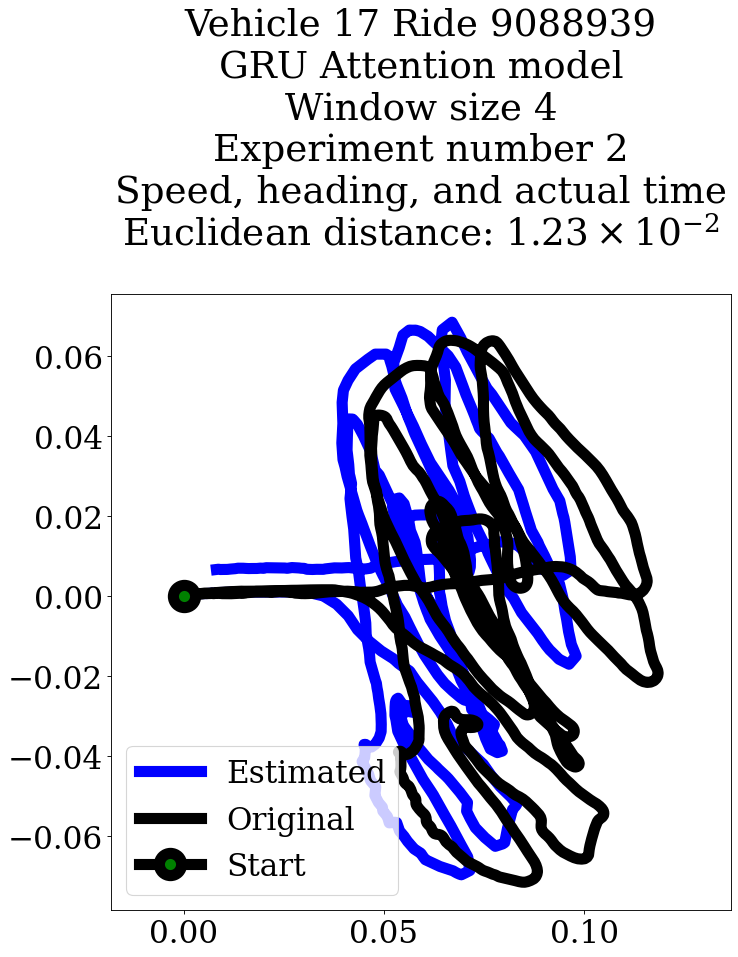 Vehicle 17 Ride 9088939
GRU Attention model
Window size 4
Experiment number 2
Speed, heading, and actual time
Euclidean distance: 1.23 × 10⁻²
0.06
0.04
0.02
0.00
−0.02
−0.04
−0.06
Estimated
Original
Start
0.00 0.05 0.10